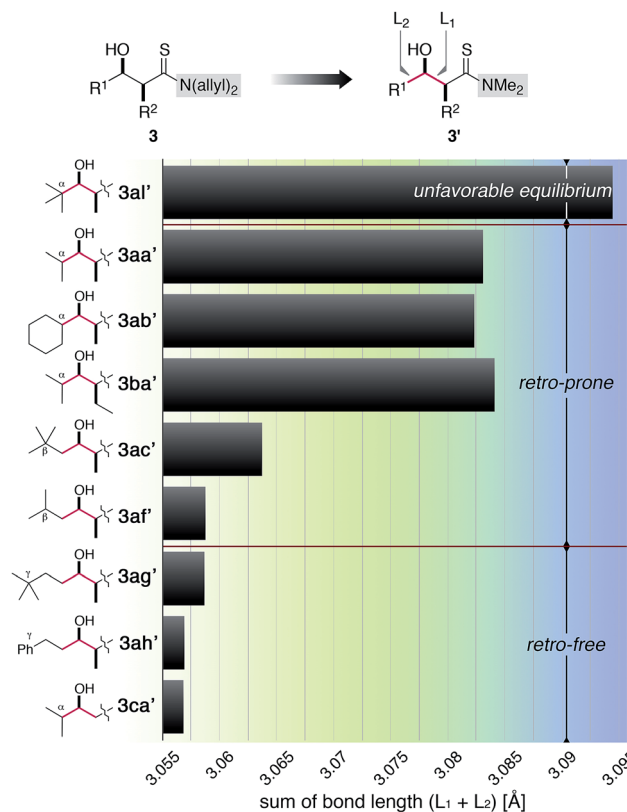 L₂ L₁
HO S HO S
R¹ N(allyl)₂ R¹ NMe₂
R² R²
3 3'
OH
α
3al’ unfavorable equilibrium
OH
α
3aa’
OH
α
3ab’
OH
α
3ba’
retro-prone
OH
β
3ac’
OH
β
3af’
OH
γ
3ag’
OH
γ
Ph
3ah’
retro-free
OH
α
3ca’
3.055 3.06 3.065 3.07 3.075 3.08 3.085 3.09 3.095
sum of bond length (L₁ + L₂) [Å]